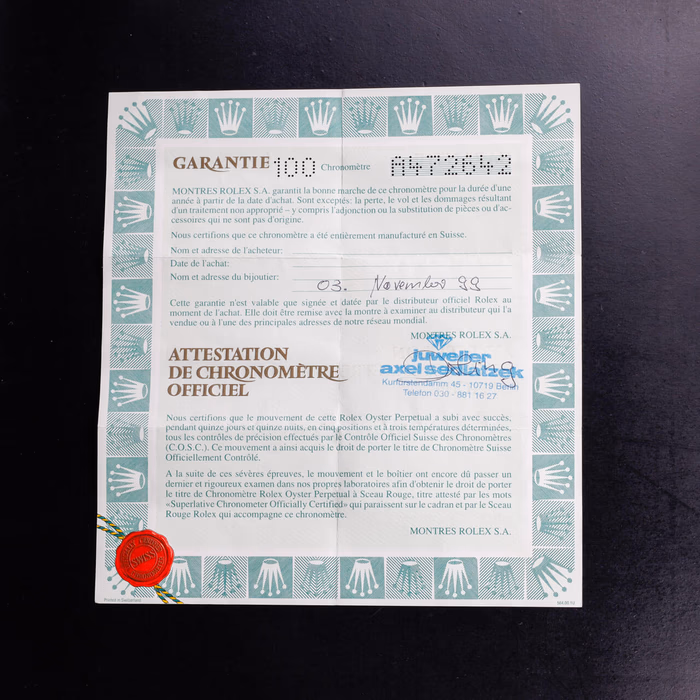 GARANTIE 100 Chronomètre A472642
MONTRES ROLEX S.A. garantit la bonne marche de ce chronomètre pour la durée d'une
année à partir de la date d'achat. Sont exceptés: la perte, le vol et les dommages résultant
d'un traitement non approprié – y compris l'adjonction ou la substitution de pièces ou d'ac-
cessoires qui ne sont pas d'origine.
Nous certifions que ce chronomètre a été entièrement manufacturé en Suisse.
Nom et adresse de l'acheteur:
Date de l'achat:
Nom et adresse du bijoutier:
03. November 99
Cette garantie n'est valable que signée et datée par le distributeur officiel Rolex au
moment de l'achat. Elle doit être remise avec la montre à examiner au distributeur qui l'a
vendue ou à l'une des principales adresses de notre réseau mondial.
MONTRES ROLEX S.A.
juwelier
axel
Kurfürstendamm 45 - 10719 Berlin
Telefon 030 - 881 16 27
ATTESTATION
DE CHRONOMÈTRE
OFFICIEL
Nous certifions que le mouvement de cette Rolex Oyster Perpetual a subi avec succès,
pendant quinze jours et quinze nuits, en cinq positions et à trois températures déterminées,
tous les contrôles de précision effectués par le Contrôle Officiel Suisse des Chronomètres
(C.O.S.C.). Ce mouvement a ainsi acquis le droit de porter le titre de Chronomètre Suisse
Officiellement Contrôlé.
A la suite de ces sévères épreuves, le mouvement et le boîtier ont encore dû passer un
dernier et rigoureux examen dans nos propres laboratoires afin d'obtenir le droit de porter
le titre de Chronomètre Rolex Oyster Perpetual à Sceau Rouge, titre attesté par les mots
«Superlative Chronometer Officially Certified» qui paraissent sur le cadran et par le Sceau
Rouge Rolex qui accompagne ce chronomètre.
MONTRES ROLEX S.A.
SWISS
Printed in Switzerland